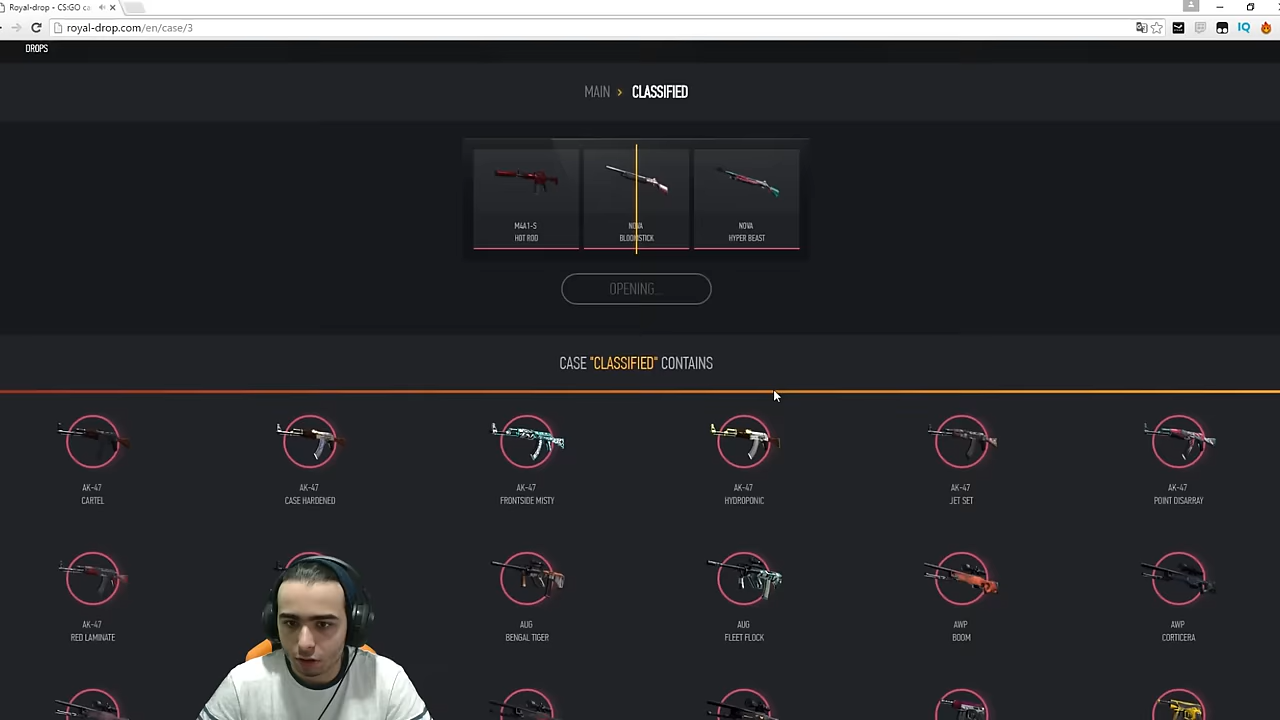 Royal-drop - CS:GO ca
royal-drop.com/en/case/3
IQ
DROPS
MAIN > CLASSIFIED
M4A1-S
HOT ROD
NOVA
BLOOMSTICK
NOVA
HYPER BEAST
OPENING...
CASE "CLASSIFIED" CONTAINS
AK-47
CARTEL
AK-47
CASE HARDENED
AK-47
FRONTSIDE MISTY
AK-47
HYDROPONIC
AK-47
JET SET
AK-47
POINT DISARRAY
AK-47
RED LAMINATE
AUG
BENGAL TIGER
AUG
FLEET FLOCK
AWP
BOOM
AWP
CORTICERA